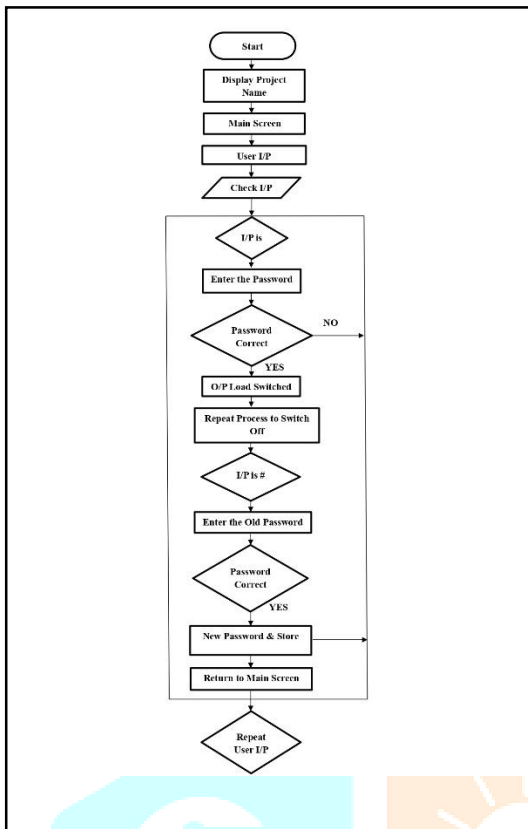 Start
Display Project
Name
Main Screen
User I/P
Check I/P
I/P is
Enter the Password
Password
Correct
NO
YES
O/P Load Switched
Repeat Process to Switch
Off
I/P is #
Enter the Old Password
Password
Correct
YES
New Password & Store
Return to Main Screen
Repeat
User I/P